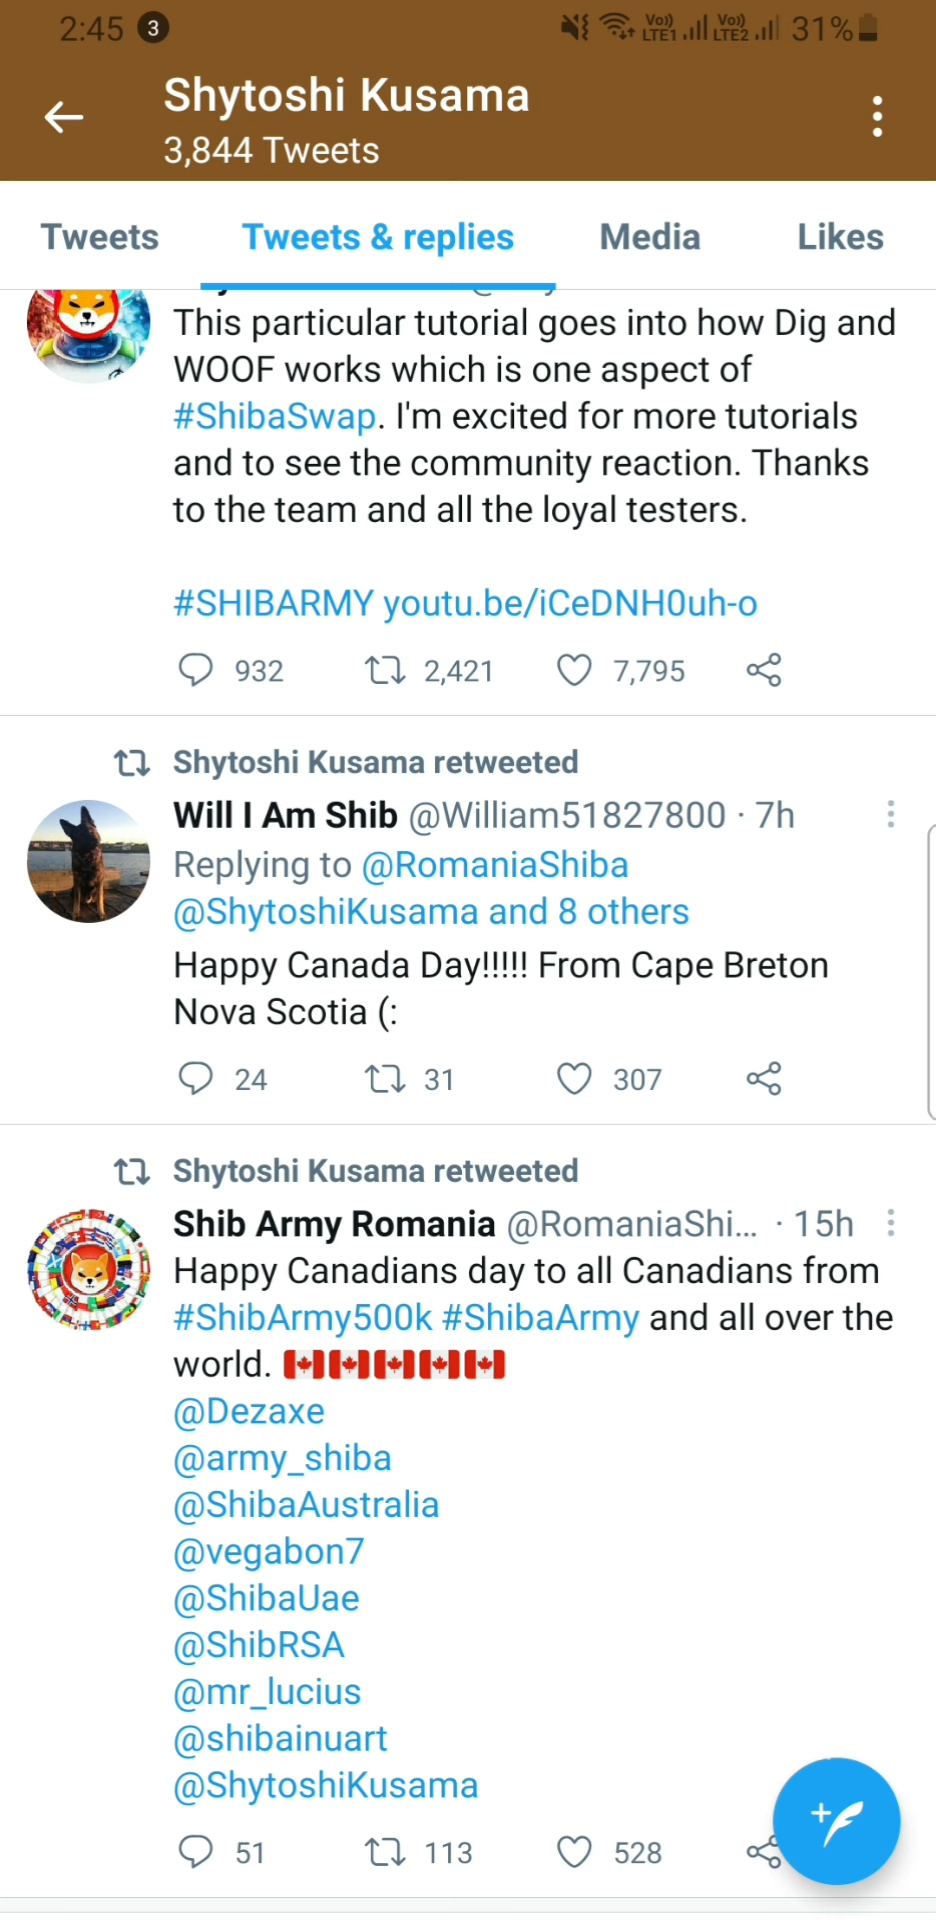 2:45 3 Vo)) LTE1 Vo)) LTE2 31%
Shytoshi Kusama
3,844 Tweets
Tweets Tweets & replies Media Likes
This particular tutorial goes into how Dig and
WOOF works which is one aspect of
#ShibaSwap. I'm excited for more tutorials
and to see the community reaction. Thanks
to the team and all the loyal testers.
#SHIBARMY youtu.be/iCeDNH0uh-o
932 2,421 7,795
Shytoshi Kusama retweeted
Will I Am Shib @William51827800 · 7h
Replying to @RomaniaShiba
@ShytoshiKusama and 8 others
Happy Canada Day!!!!! From Cape Breton
Nova Scotia (:
24 31 307
Shytoshi Kusama retweeted
Shib Army Romania @RomaniaShi... · 15h
Happy Canadians day to all Canadians from
#ShibArmy500k #ShibaArmy and all over the
world. 🇨🇦🇨🇦🇨🇦🇨🇦🇨🇦
@Dezaxe
@army_shiba
@ShibaAustralia
@vegabon7
@ShibaUae
@ShibRSA
@mr_lucius
@shibainuart
@ShytoshiKusama
51 113 528